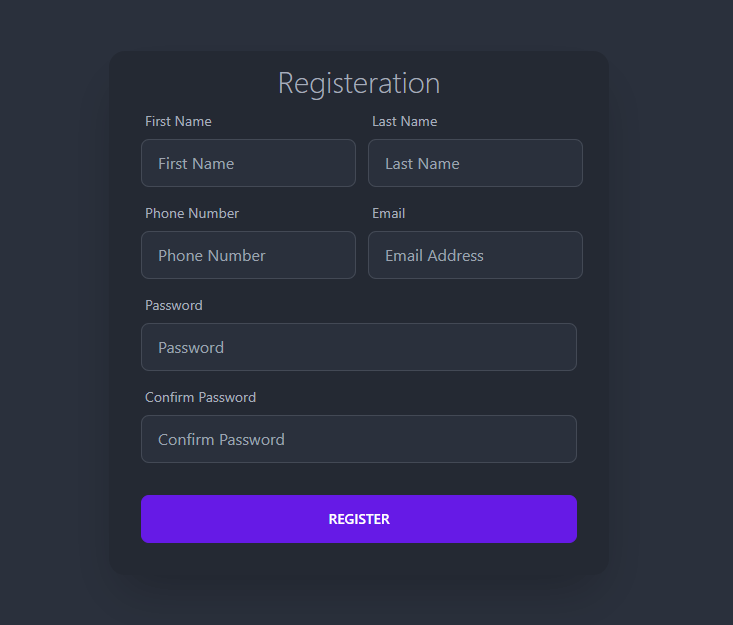 Registeration
First Name Last Name
First Name Last Name
Phone Number Email
Phone Number Email Address
Password
Password
Confirm Password
Confirm Password
REGISTER